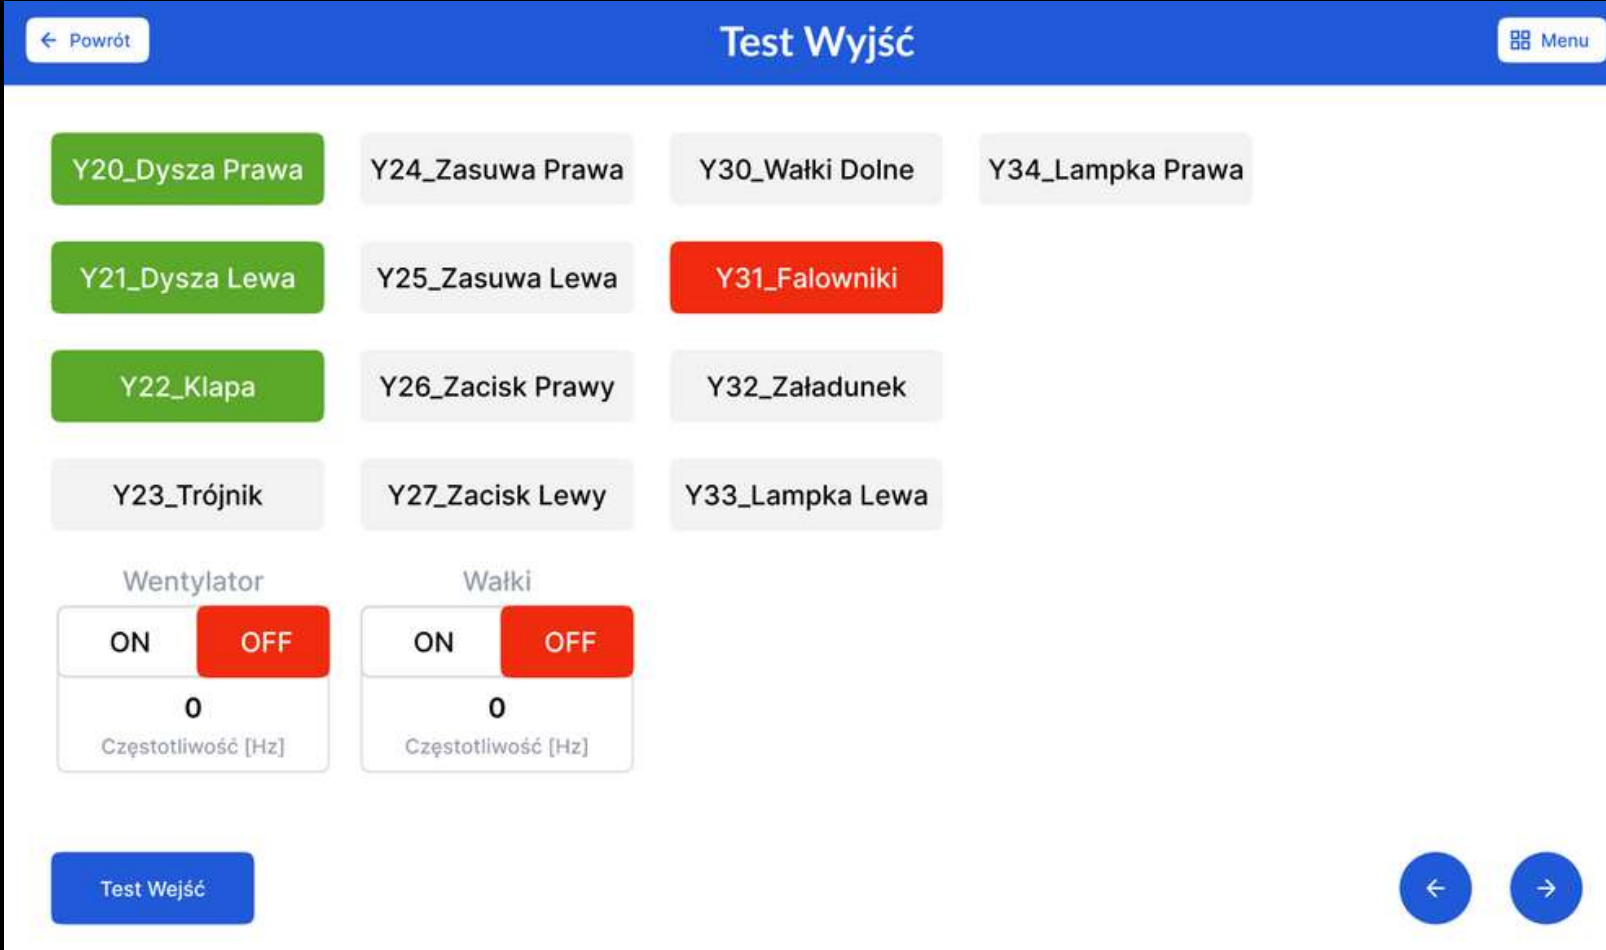 Powrót
Test Wyjść
Menu
Y20_Dysza Prawa
Y24_Zasuwa Prawa
Y30_Wałki Dolne
Y34_Lampka Prawa
Y21_Dysza Lewa
Y25_Zasuwa Lewa
Y31_Falowniki
Y22_Klapa
Y26_Zacisk Prawy
Y32_Załadunek
Y23_Trójnik
Y27_Zacisk Lewy
Y33_Lampka Lewa
Wentylator
Wałki
ON
OFF
ON
OFF
0
0
Częstotliwość [Hz]
Częstotliwość [Hz]
Test Wejść